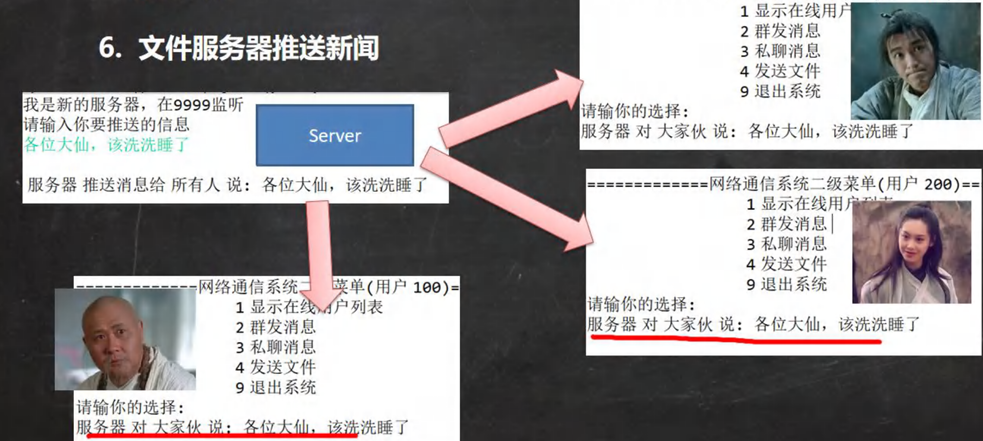 6. 文件服务器推送新闻
我是新的服务器，在9999监听
请输入你要推送的信息
各位大仙，该洗洗睡了
服务器 推送消息给 所有人 说: 各位大仙，该洗洗睡了
Server
1 显示在线用户
2 群发消息
3 私聊消息
4 发送文件
9 退出系统
请输你的选择:
服务器 对 大家伙 说: 各位大仙，该洗洗睡了
=============网络通信系统二级菜单(用户 200)==
1 显示在线用户列表
2 群发消息
3 私聊消息
4 发送文件
9 退出系统
请输你的选择:
服务器 对 大家伙 说: 各位大仙，该洗洗睡了
=============网络通信系统二级菜单(用户 100)=
1 显示在线用户列表
2 群发消息
3 私聊消息
4 发送文件
9 退出系统
请输你的选择:
服务器 对 大家伙 说: 各位大仙，该洗洗睡了